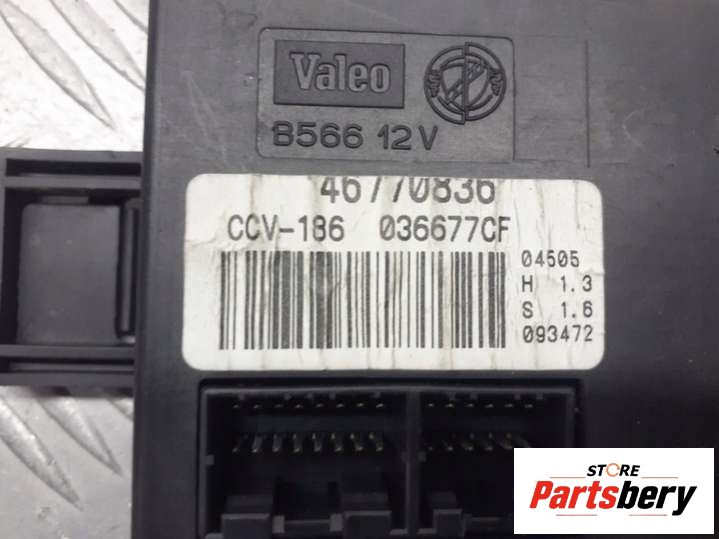 Valeo
B566 12V
46770836
CCV-186 036677CF
04505
H 1.3
S 1.6
093472
STORE
Partsbery